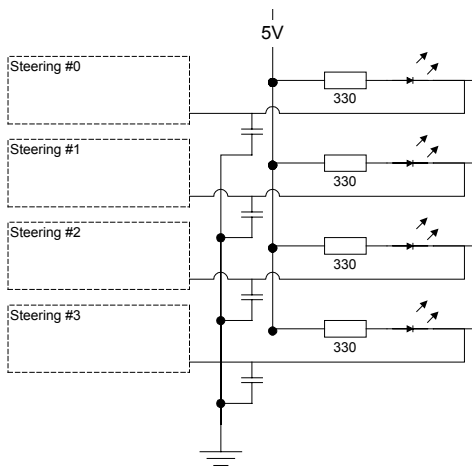 5V
Steering #0
330
Steering #1
330
Steering #2
330
Steering #3
330